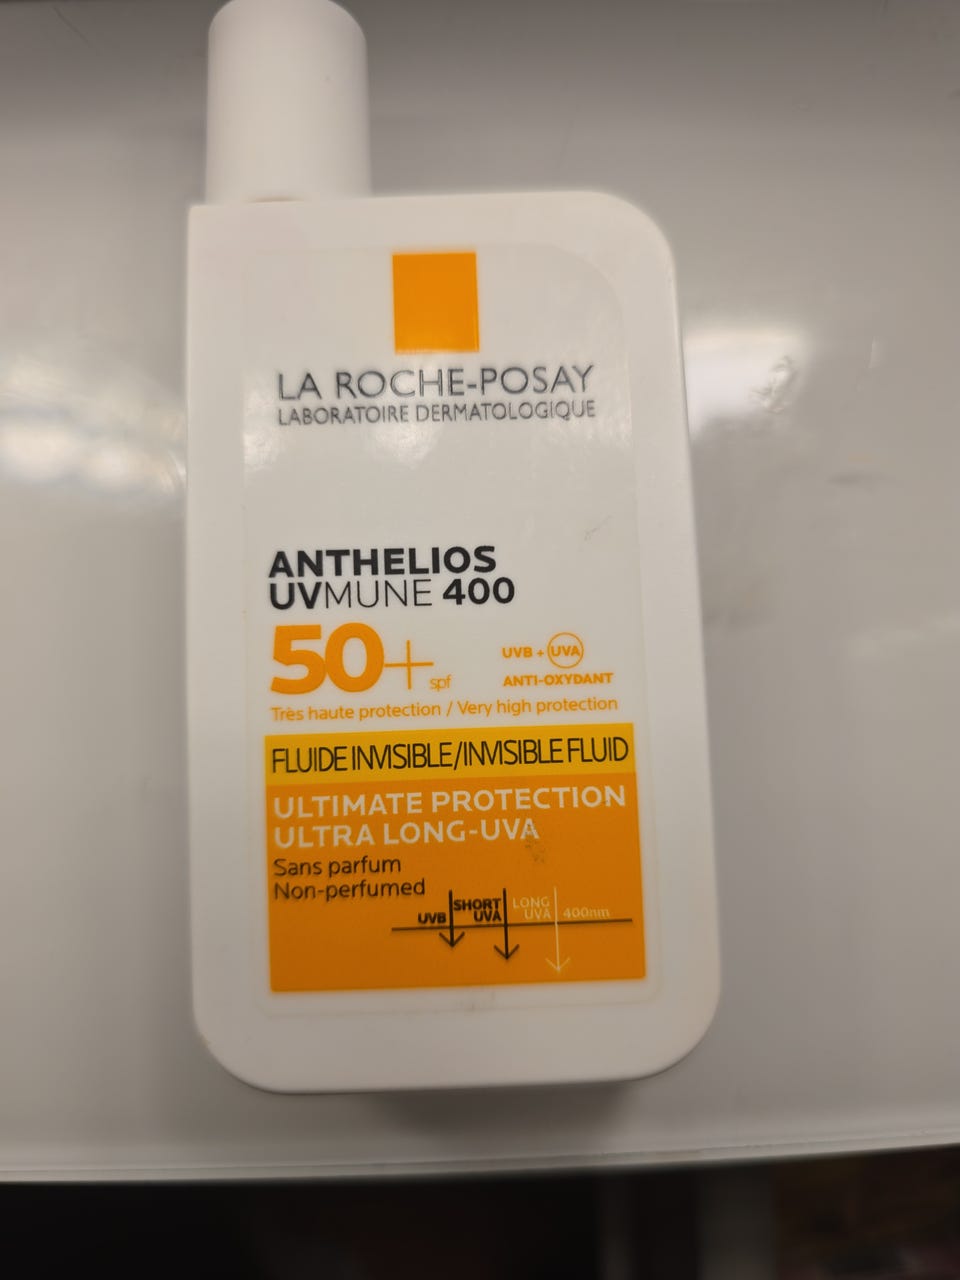 LA ROCHE-POSAY
LABORATOIRE DERMATOLOGIQUE
ANTHELIOS
UVMUNE 400
50+ spf
UVB + UVA
ANTI-OXYDANT
Très haute protection / Very high protection
FLUIDE INVISIBLE/INVISIBLE FLUID
ULTIMATE PROTECTION
ULTRA LONG-UVA
Sans parfum
Non-perfumed
UVB
SHORT
UVA
LONG
UVA
400nm